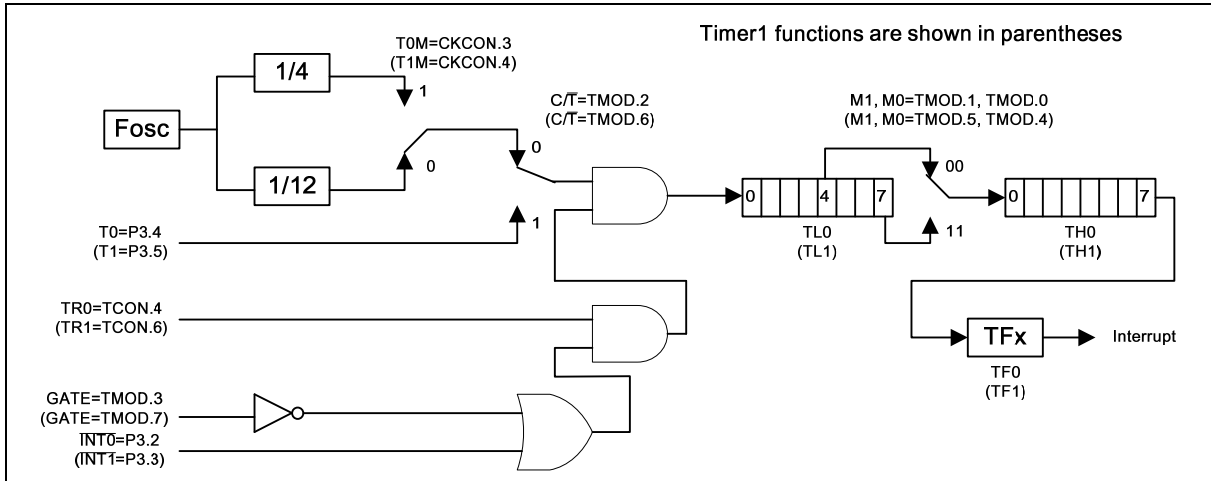 Timer1 functions are shown in parentheses
T0M=CKCON.3
(T1M=CKCON.4)
1/4
1
Fosc
C/T̅=TMOD.2
(C/T̅=TMOD.6)
M1, M0=TMOD.1, TMOD.0
(M1, M0=TMOD.5, TMOD.4)
0
0
00
1/12
0
4
7
0
7
T0=P3.4
(T1=P3.5)
1
TL0
(TL1)
11
TH0
(TH1)
TR0=TCON.4
(TR1=TCON.6)
TFx
Interrupt
TF0
(TF1)
GATE=TMOD.3
(GATE=TMOD.7)
I̅N̅T̅0̅=P3.2
(I̅N̅T̅1̅=P3.3)